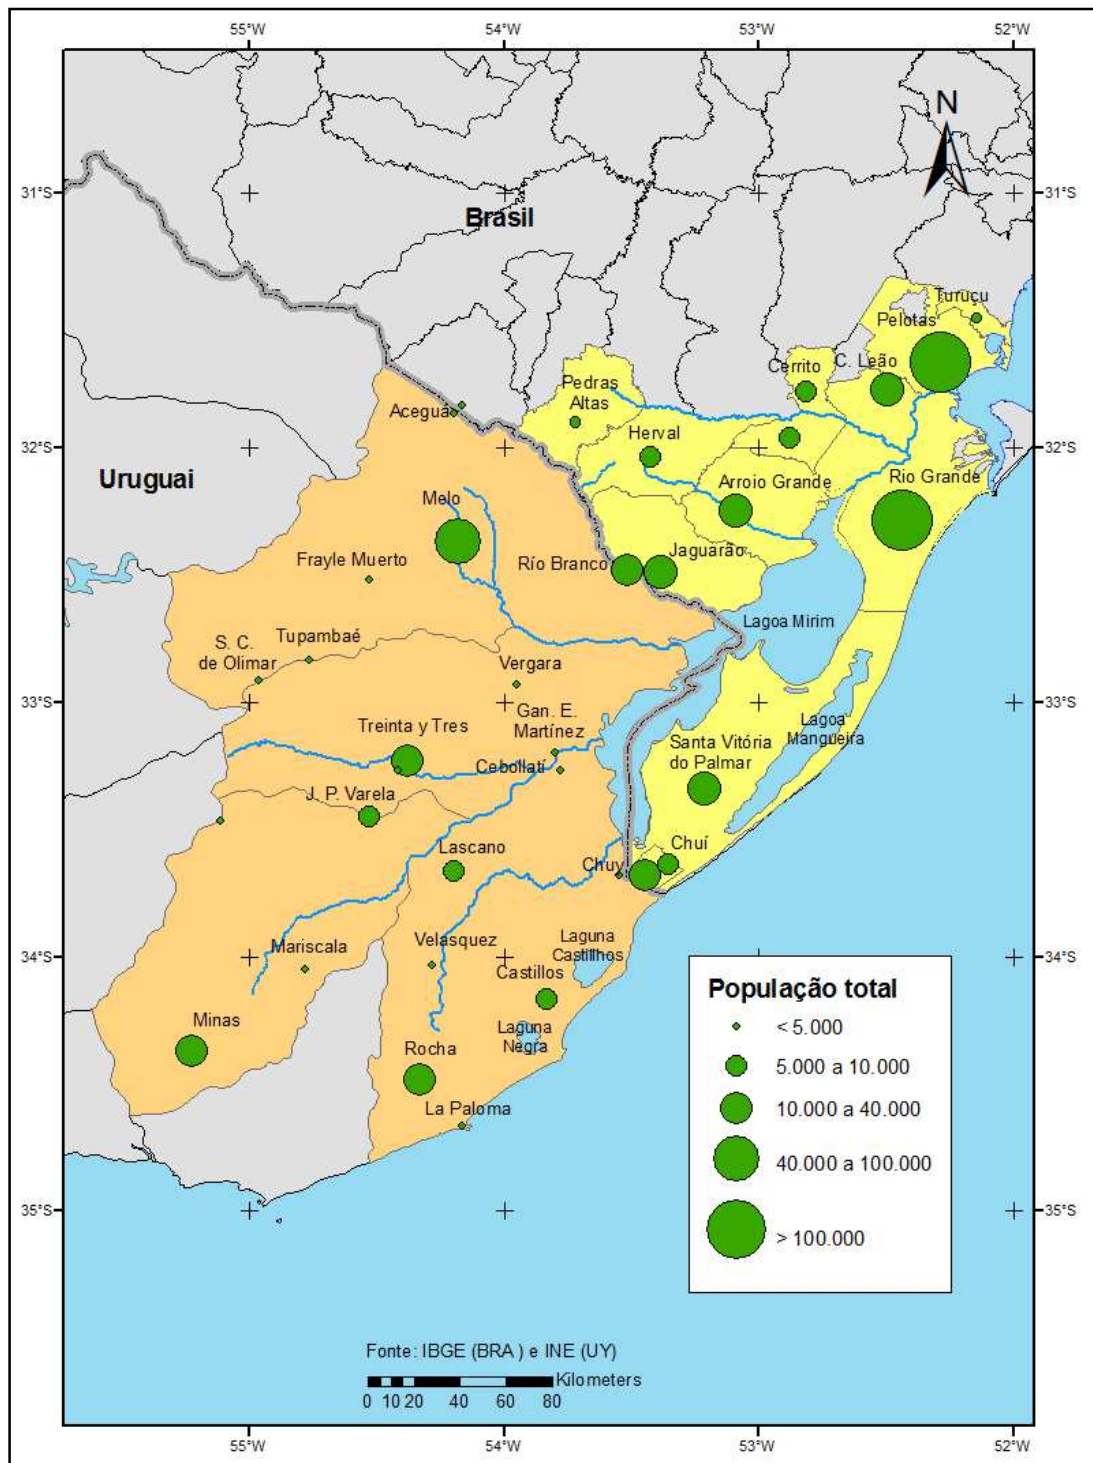 55°W 54°W 53°W 52°W
N
31°S 31°S
Brasil
Turuçu
Pelotas
Cerrito
C. Leão
Pedras
Altas
Aceguá
Herval
32°S 32°S
Uruguai
Arroio Grande
Rio Grande
Melo
Jaguarão
Río Branco
Frayle Muerto
Lagoa Mirim
Tupambaé
S. C.
de Olimar
Vergara
33°S 33°S
Gan. E.
Martínez
Treinta y Tres
Lagoa
Mangueira
Santa Vitória
do Palmar
Cebollatí
J. P. Varela
Lascano
Chuí
Chuy
Velasquez
Mariscala
Laguna
Castilhos
34°S 34°S
Castillos
Laguna
Negra
Minas
Rocha
La Paloma
População total
< 5.000
5.000 a 10.000
10.000 a 40.000
40.000 a 100.000
> 100.000
35°S 35°S
Fonte: IBGE (BRA ) e INE (UY)
Kilometers
0 10 20 40 60 80
55°W 54°W 53°W 52°W